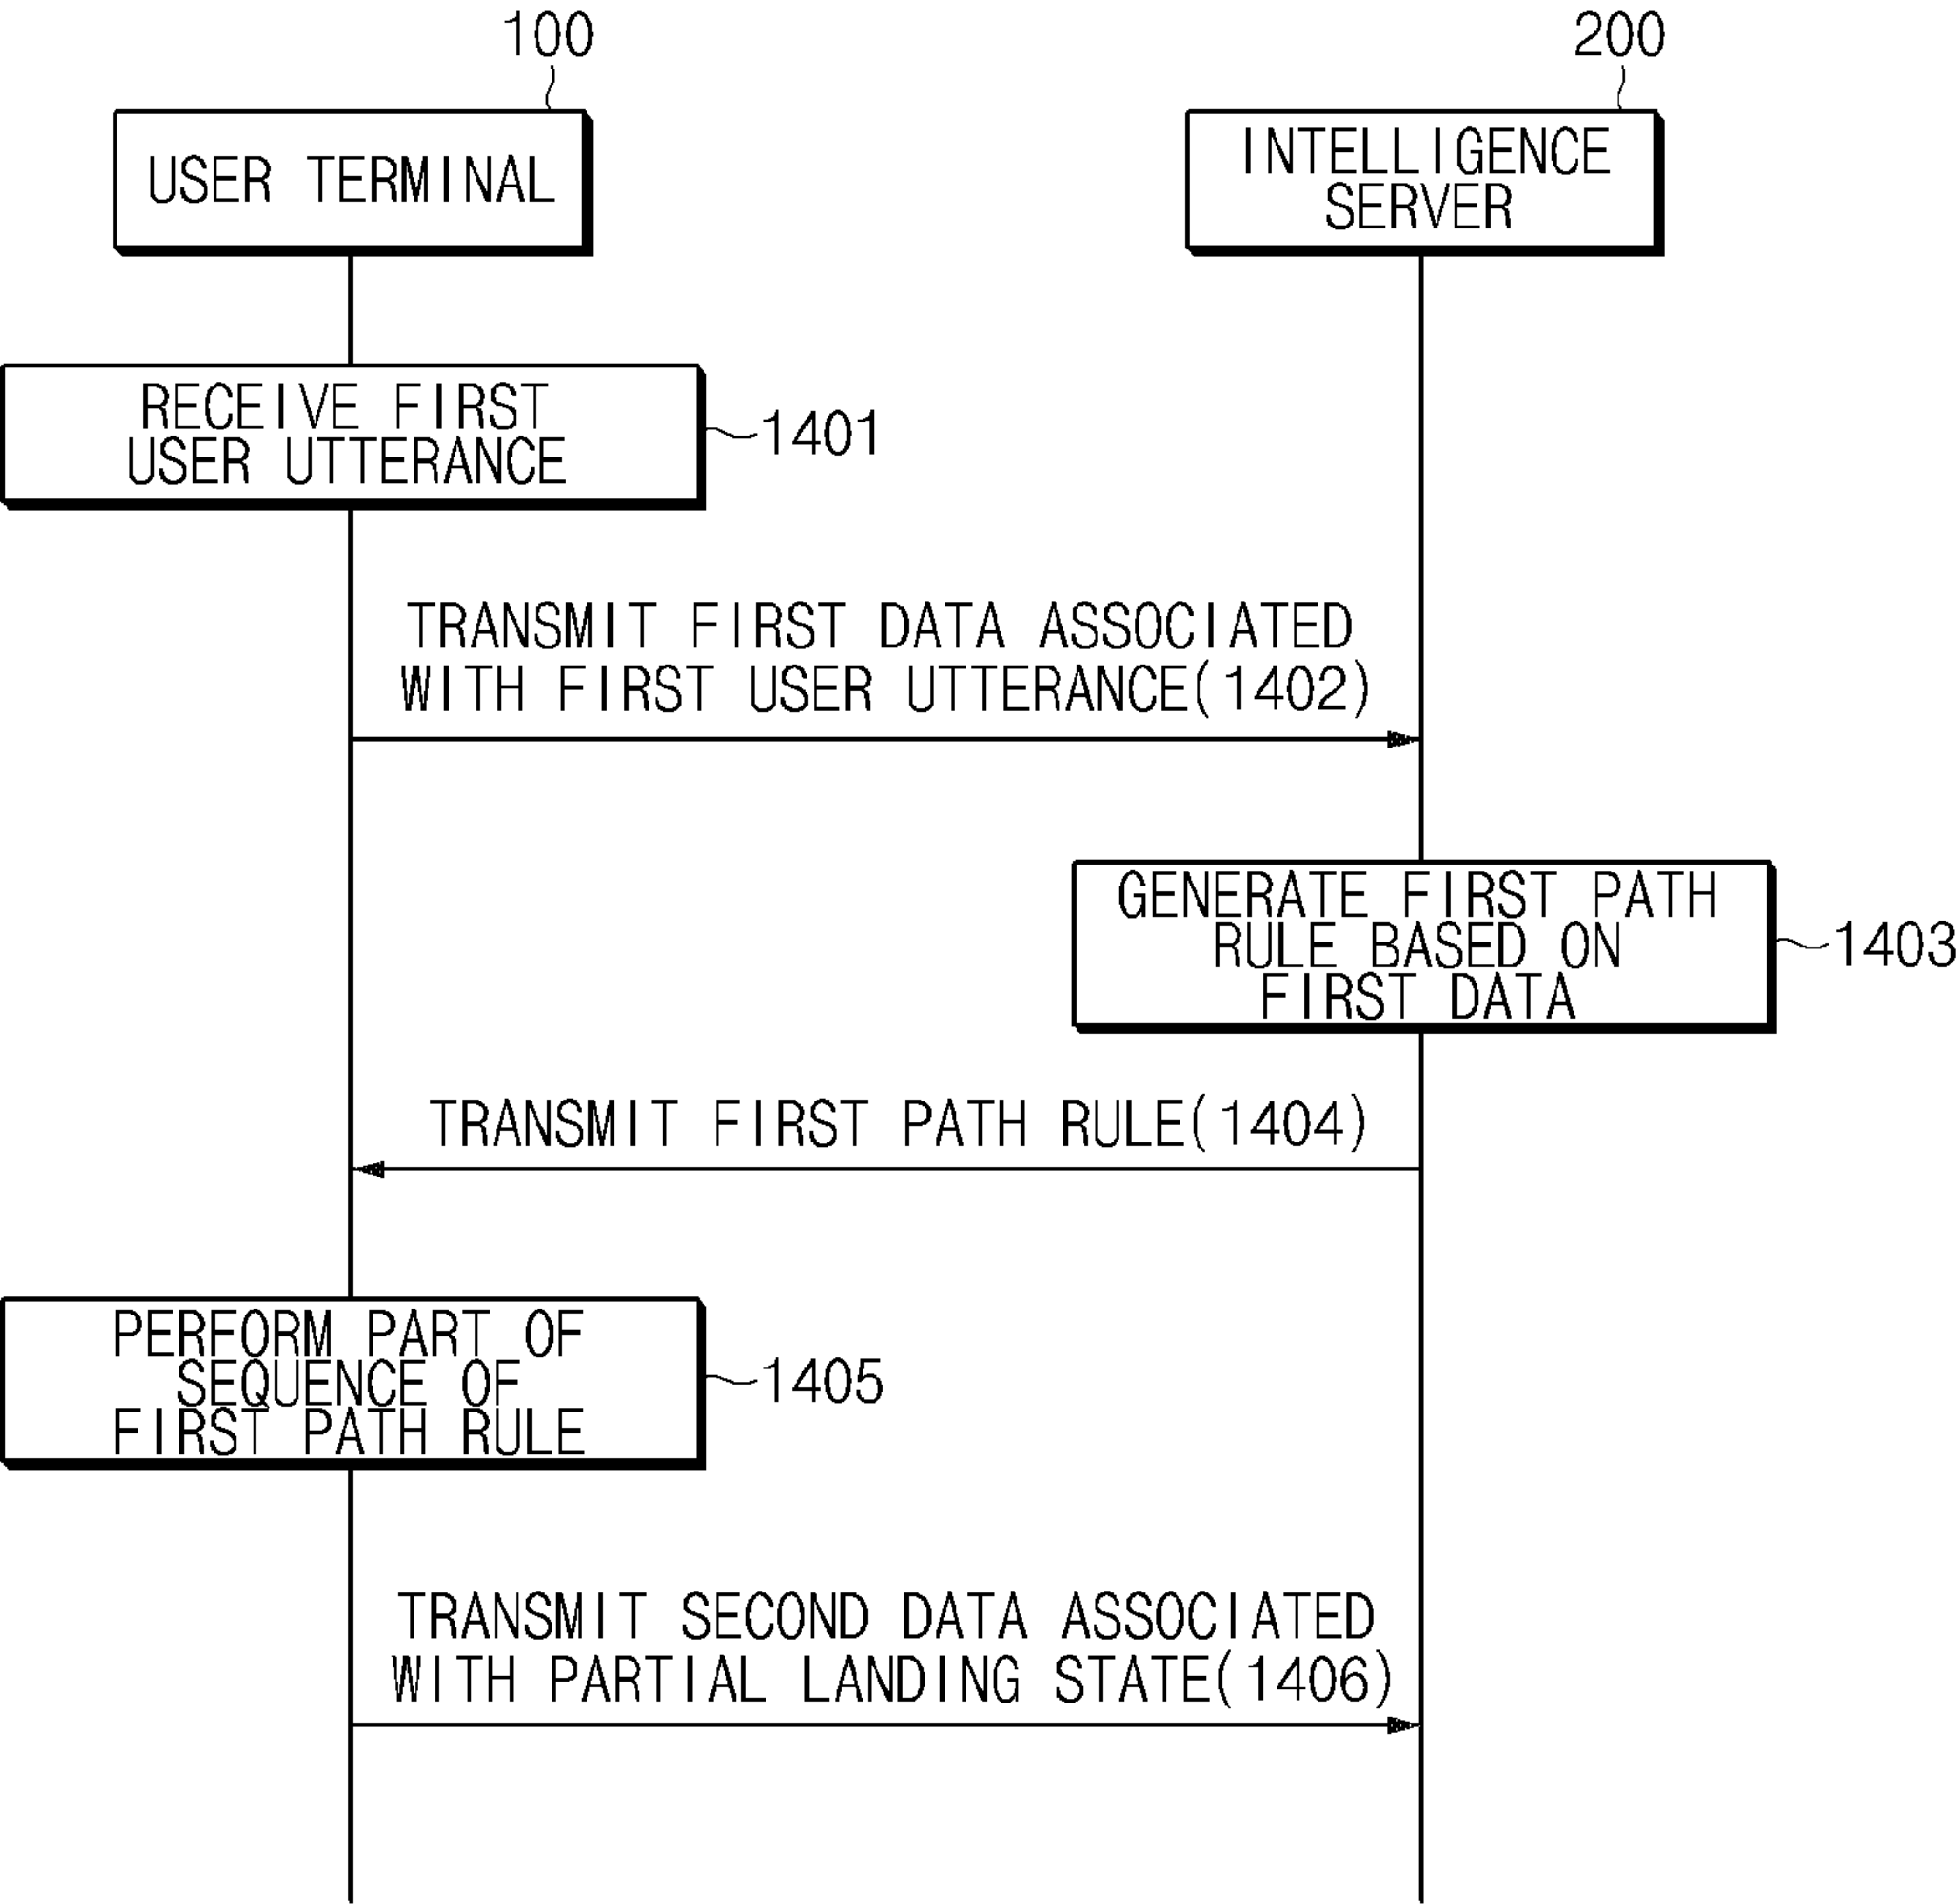 100
200
USER TERMINAL
INTELLIGENCE
SERVER
RECEIVE FIRST
USER UTTERANCE
1401
TRANSMIT FIRST DATA ASSOCIATED
WITH FIRST USER UTTERANCE(1402)
GENERATE FIRST PATH
RULE BASED ON
FIRST DATA
1403
TRANSMIT FIRST PATH RULE(1404)
PERFORM PART OF
SEQUENCE OF
FIRST PATH RULE
1405
TRANSMIT SECOND DATA ASSOCIATED
WITH PARTIAL LANDING STATE(1406)